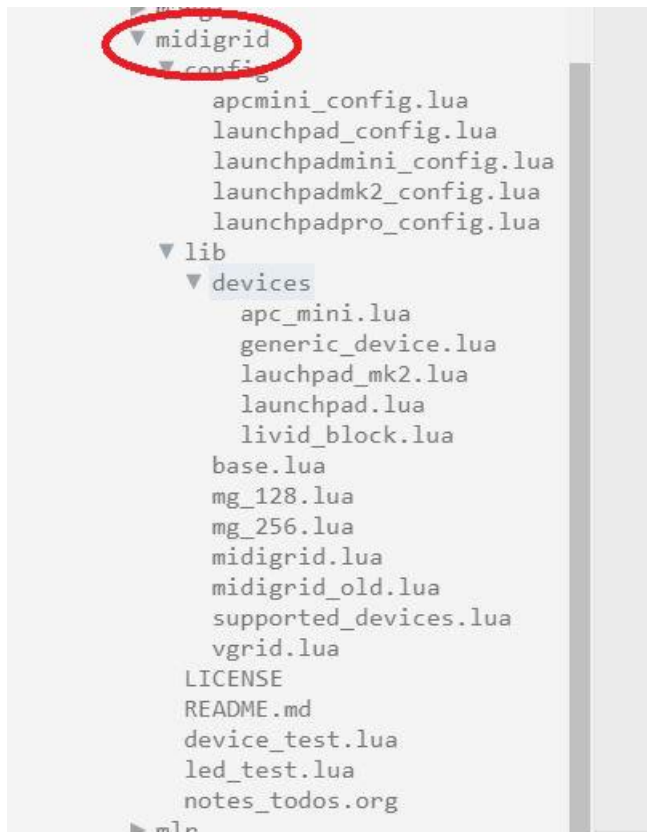 midigrid
config
apcmini_config.lua
launchpad_config.lua
launchpadmini_config.lua
launchpadmk2_config.lua
launchpadpro_config.lua
lib
devices
apc_mini.lua
generic_device.lua
lauchpad_mk2.lua
launchpad.lua
livid_block.lua
base.lua
mg_128.lua
mg_256.lua
midigrid.lua
midigrid_old.lua
supported_devices.lua
vgrid.lua
LICENSE
README.md
device_test.lua
led_test.lua
notes_todos.org